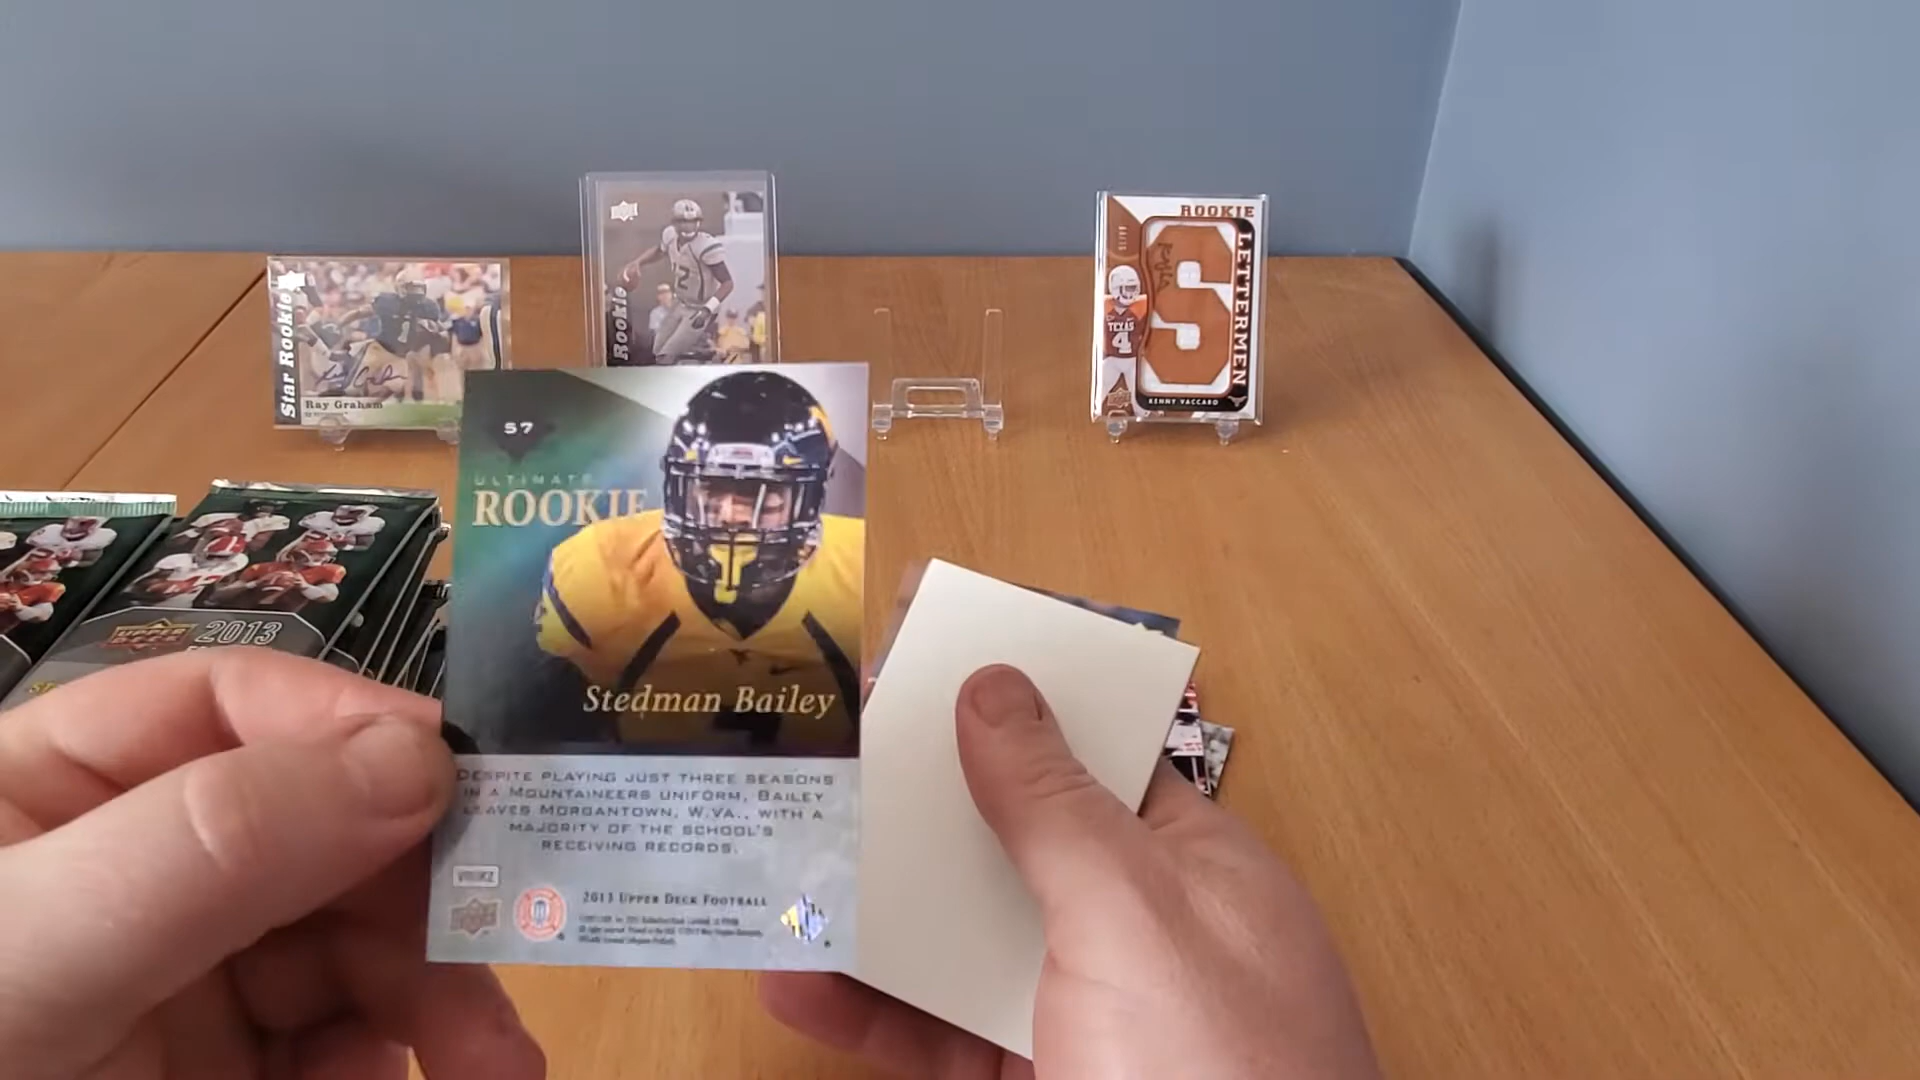 Star Rookie
Ray Graham
Rookie
2
ROOKIE
LETTERMEN
TEXAS
4
S
KENNY VACCARO
UPPER DECK
2013
57
ULTIMATE
ROOKIE
Stedman Bailey
DESPITE PLAYING JUST THREE SEASONS
IN A MOUNTAINEERS UNIFORM, BAILEY
LEAVES MORGANTOWN, W.VA., WITH A
MAJORITY OF THE SCHOOL'S
RECEIVING RECORDS.
2013 UPPER DECK FOOTBALL